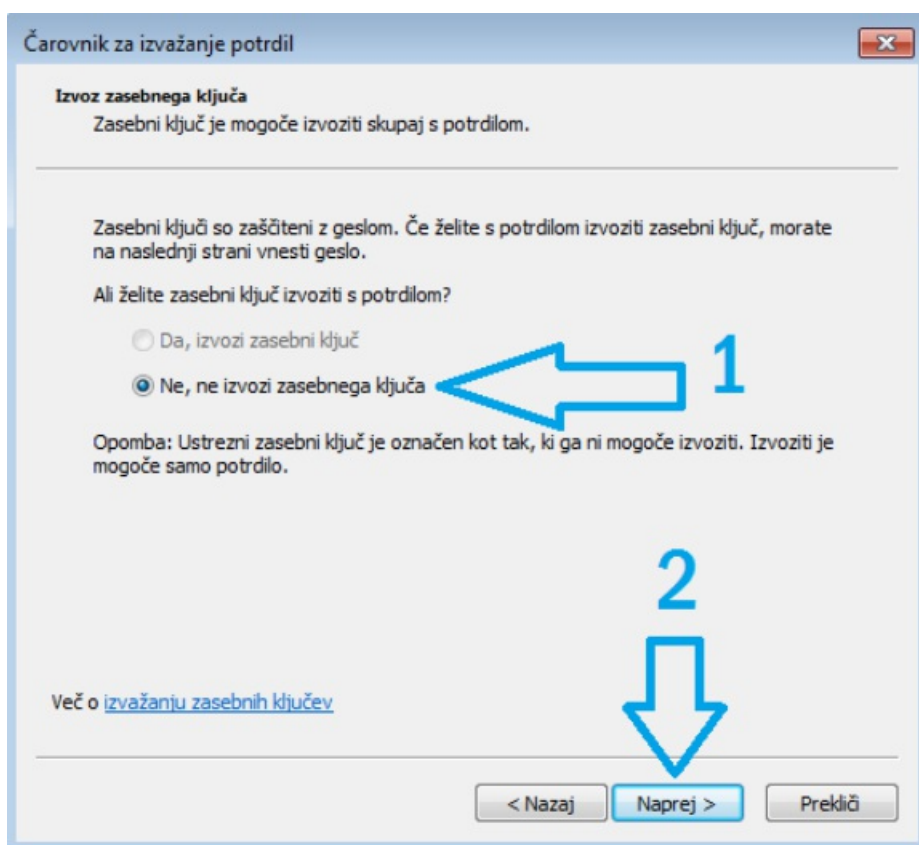 Čarovnik za izvažanje potrdil
Izvoz zasebnega ključa
Zasebni ključ je mogoče izvoziti skupaj s potrdilom.
Zasebni ključi so zaščiteni z geslom. Če želite s potrdilom izvoziti zasebni ključ, morate
na naslednji strani vnesti geslo.
Ali želite zasebni ključ izvoziti s potrdilom?
Da, izvozi zasebni ključ
Ne, ne izvozi zasebnega ključa
1
Opomba: Ustrezni zasebni ključ je označen kot tak, ki ga ni mogoče izvoziti. Izvoziti je
mogoče samo potrdilo.
2
Več o izvažanju zasebnih ključev
< Nazaj
Naprej >
Prekliči